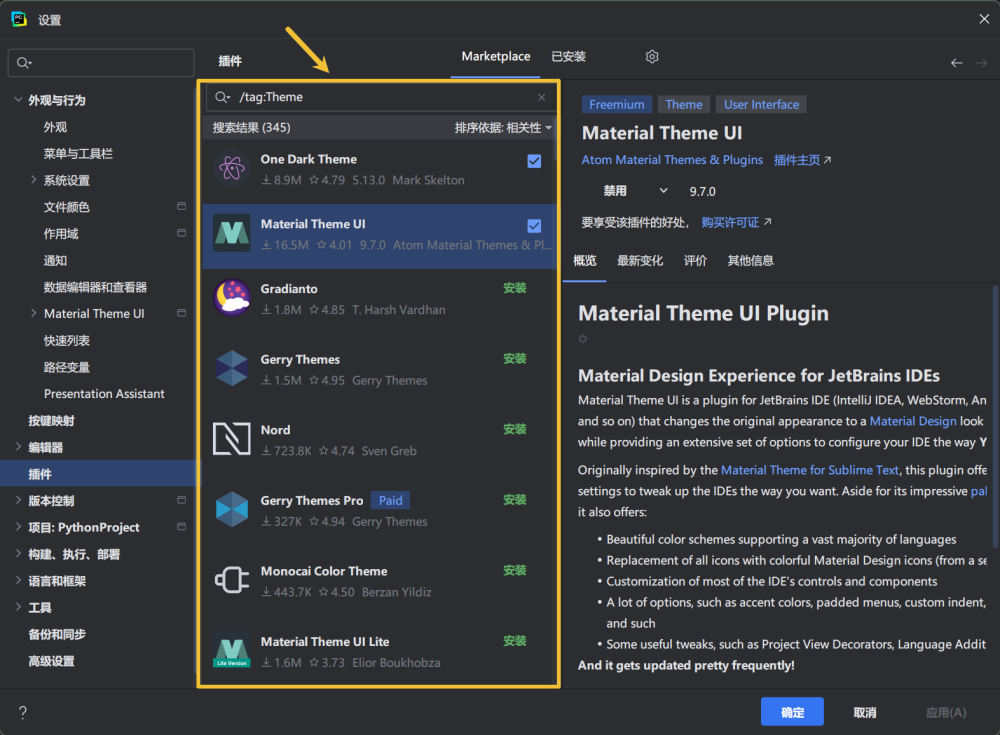 PC
设置
插件
Marketplace
已安装
外观与行为
外观
菜单与工具栏
系统设置
文件颜色
作用域
通知
数据编辑器和查看器
Material Theme UI
快速列表
路径变量
Presentation Assistant
按键映射
编辑器
插件
版本控制
项目: PythonProject
构建、执行、部署
语言和框架
工具
备份和同步
高级设置
/tag:Theme
搜索结果 (345)
排序依据: 相关性
One Dark Theme
8.9M 4.79 5.13.0 Mark Skelton
Material Theme UI
16.5M 4.01 9.7.0 Atom Material Themes & Pl...
Gradianto
安装
1.8M 4.85 T. Harsh Vardhan
Gerry Themes
安装
1.5M 4.95 Gerry Themes
Nord
安装
723.8K 4.74 Sven Greb
Gerry Themes Pro Paid
安装
327K 4.94 Gerry Themes
Monocai Color Theme
安装
443.7K 4.50 Berzan Yildiz
Material Theme UI Lite
安装
Lite Version
1.6M 3.73 Elior Boukhobza
Freemium Theme User Interface
Material Theme UI
Atom Material Themes & Plugins 插件主页
禁用 9.7.0
要享受该插件的好处, 购买许可证
概览 最新变化 评价 其他信息
Material Theme UI Plugin
Material Design Experience for JetBrains IDEs
Material Theme UI is a plugin for JetBrains IDE (IntelliJ IDEA, WebStorm, An
and so on) that changes the original appearance to a Material Design look
while providing an extensive set of options to configure your IDE the way Y
Originally inspired by the Material Theme for Sublime Text, this plugin offe
settings to tweak up the IDEs the way you want. Aside for its impressive pal
it also offers:
• Beautiful color schemes supporting a vast majority of languages
• Replacement of all icons with colorful Material Design icons (from a se
• Customization of most of the IDE's controls and components
• A lot of options, such as accent colors, padded menus, custom indent,
and such
• Some useful tweaks, such as Project View Decorators, Language Addit
And it gets updated pretty frequently!
?
确定
取消
应用(A)